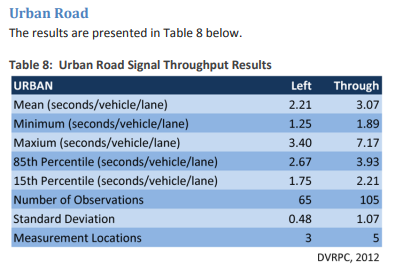 Urban Road
The results are presented in Table 8 below.
Table 8: Urban Road Signal Throughput Results
URBAN Left Through
Mean (seconds/vehicle/lane) 2.21 3.07
Minimum (seconds/vehicle/lane) 1.25 1.89
Maxium (seconds/vehicle/lane) 3.40 7.17
85th Percentile (seconds/vehicle/lane) 2.67 3.93
15th Percentile (seconds/vehicle/lane) 1.75 2.21
Number of Observations 65 105
Standard Deviation 0.48 1.07
Measurement Locations 3 5
DVRPC, 2012